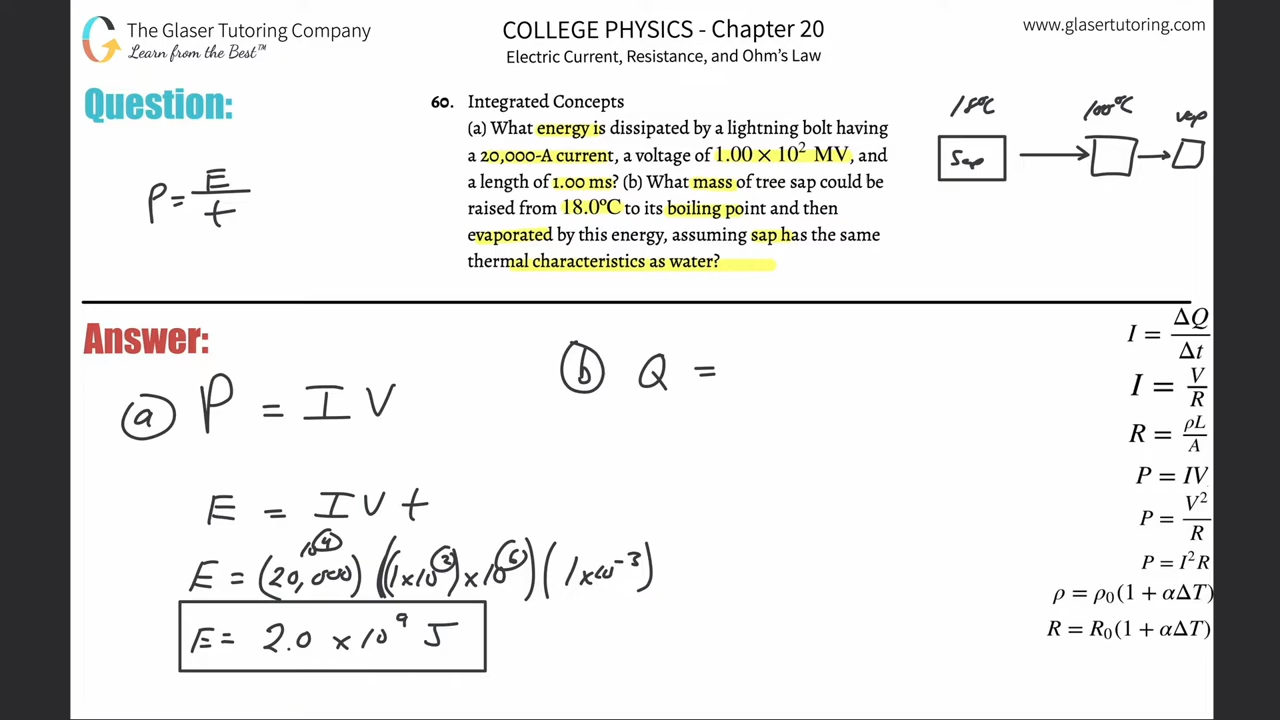 The Glaser Tutoring Company
Learn from the Best™
COLLEGE PHYSICS - Chapter 20
Electric Current, Resistance, and Ohm's Law
www.glasertutoring.com
Question:
P = E / t
60. Integrated Concepts
(a) What energy is dissipated by a lightning bolt having
a 20,000-A current, a voltage of 1.00 × 10² MV, and
a length of 1.00 ms? (b) What mass of tree sap could be
raised from 18.0ºC to its boiling point and then
evaporated by this energy, assuming sap has the same
thermal characteristics as water?
18°C 100°C vap
Sap
Answer:
(a) P = I V
E = I V t
10⁴
E = (20,000) ((1×10²) × 10⁶) (1×10⁻³)
E = 2.0 × 10⁹ J
(b) Q =
I = ΔQ / Δt
I = V / R
R = ρL / A
P = IV
P = V² / R
P = I²R
ρ = ρ₀(1 + αΔT)
R = R₀(1 + αΔT)